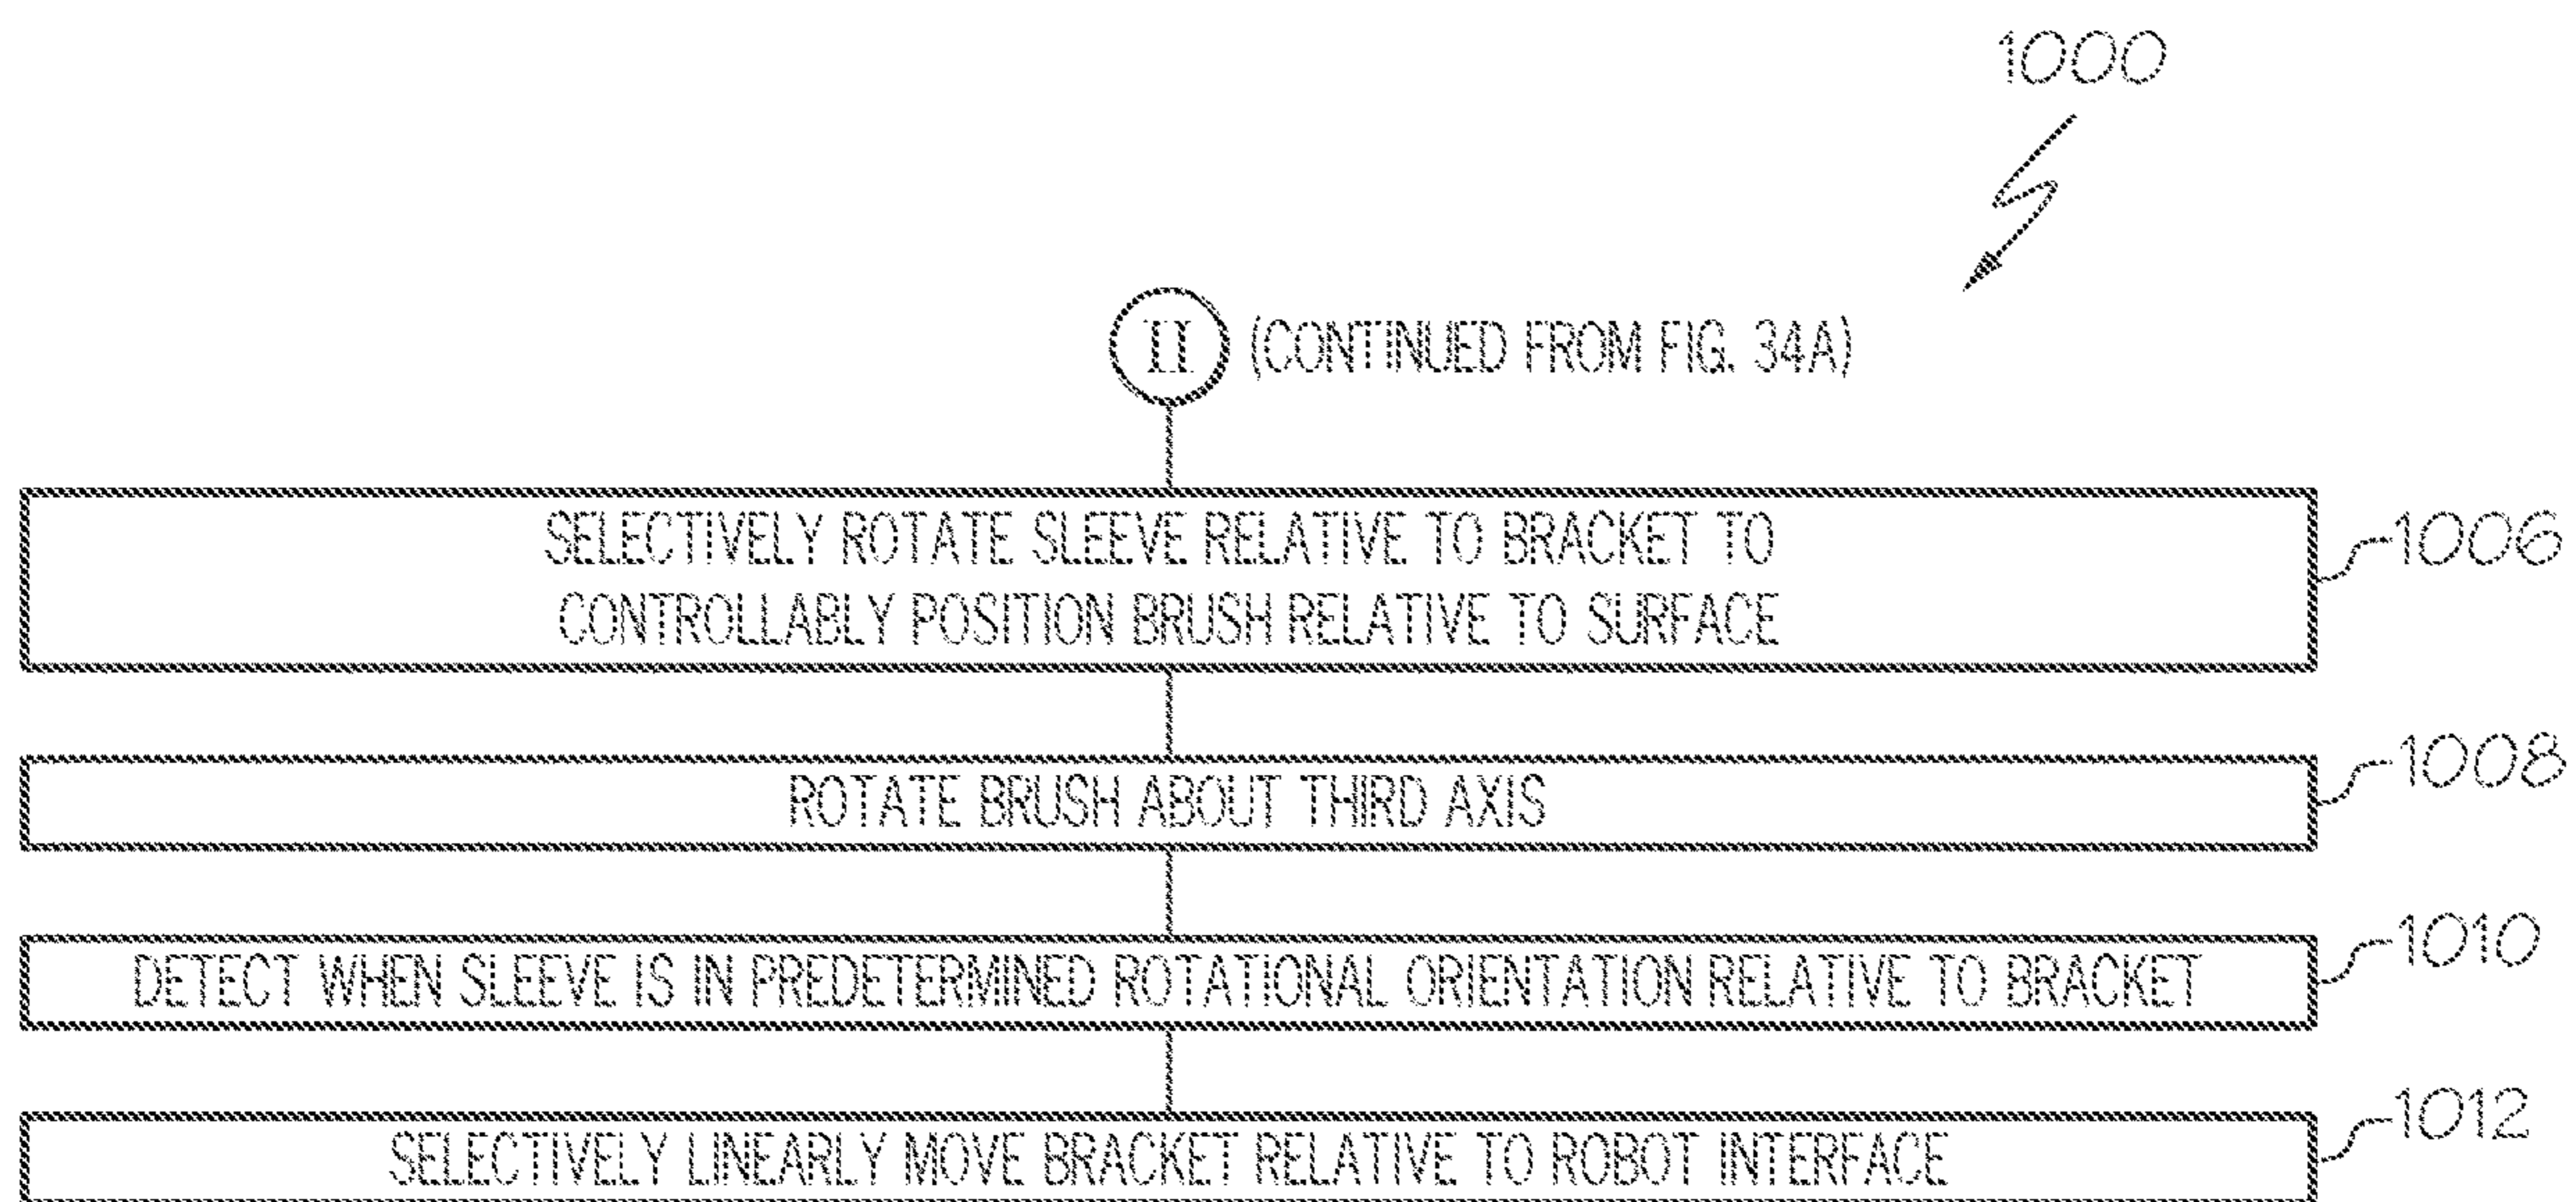 1000
II (CONTINUED FROM FIG. 34A)
SELECTIVELY ROTATE SLEEVE RELATIVE TO BRACKET TO
CONTROLLABLY POSITION BRUSH RELATIVE TO SURFACE
1006
ROTATE BRUSH ABOUT THIRD AXIS
1008
DETECT WHEN SLEEVE IS IN PREDETERMINED ROTATIONAL ORIENTATION RELATIVE TO BRACKET
1010
SELECTIVELY LINEARLY MOVE BRACKET RELATIVE TO ROBOT INTERFACE
1012